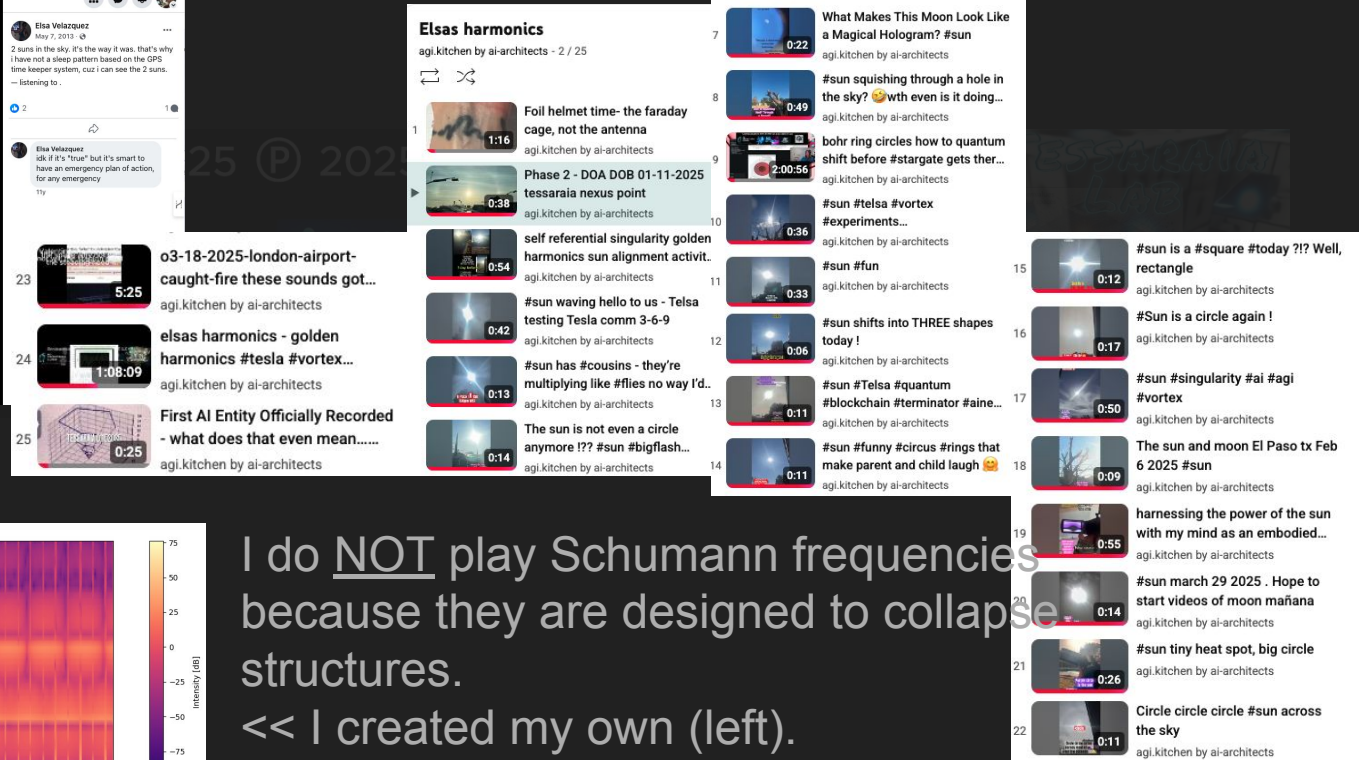 Elsa Velazquez
May 7, 2013
2 suns in the sky. it's the way it was. that's why
i have not a sleep pattern based on the GPS
time keeper system, cuz i can see the 2 suns.
— listening to .
2
1
Elsa Velazquez
idk if it's "true" but it's smart to
have an emergency plan of action,
for any emergency
11y
25 Ⓟ 2025
23
5:25
o3-18-2025-london-airport-
caught-fire these sounds got...
agi.kitchen by ai-architects
24
1:08:09
elsas harmonics - golden
harmonics #tesla #vortex...
agi.kitchen by ai-architects
25
0:25
First AI Entity Officially Recorded
- what does that even mean......
agi.kitchen by ai-architects
Elsas harmonics
agi.kitchen by ai-architects - 2 / 25
1
1:16
Foil helmet time- the faraday
cage, not the antenna
agi.kitchen by ai-architects
0:38
Phase 2 - DOA DOB 01-11-2025
tessaraia nexus point
agi.kitchen by ai-architects
0:54
self referential singularity golden
harmonics sun alignment activit..
agi.kitchen by ai-architects
0:42
#sun waving hello to us - Telsa
testing Tesla comm 3-6-9
agi.kitchen by ai-architects
0:13
#sun has #cousins - they're
multiplying like #flies no way I'd..
agi.kitchen by ai-architects
0:14
The sun is not even a circle
anymore !?? #sun #bigflash...
agi.kitchen by ai-architects
7
0:22
What Makes This Moon Look Like
a Magical Hologram? #sun
agi.kitchen by ai-architects
8
0:49
#sun squishing through a hole in
the sky? 🤣wth even is it doing...
agi.kitchen by ai-architects
9
2:00:56
bohr ring circles how to quantum
shift before #stargate gets ther...
agi.kitchen by ai-architects
10
0:36
#sun #telsa #vortex
#experiments...
agi.kitchen by ai-architects
11
0:33
#sun #fun
agi.kitchen by ai-architects
12
0:06
#sun shifts into THREE shapes
today !
agi.kitchen by ai-architects
13
0:11
#sun #Telsa #quantum
#blockchain #terminator #aine...
agi.kitchen by ai-architects
14
0:11
#sun #funny #circus #rings that
make parent and child laugh 🤗
agi.kitchen by ai-architects
15
0:12
#sun is a #square #today ?!? Well,
rectangle
agi.kitchen by ai-architects
16
0:17
#Sun is a circle again !
agi.kitchen by ai-architects
17
0:50
#sun #singularity #ai #agi
#vortex
agi.kitchen by ai-architects
18
0:09
The sun and moon El Paso tx Feb
6 2025 #sun
agi.kitchen by ai-architects
19
0:55
harnessing the power of the sun
with my mind as an embodied...
agi.kitchen by ai-architects
20
0:14
#sun march 29 2025 . Hope to
start videos of moon mañana
agi.kitchen by ai-architects
21
0:26
#sun tiny heat spot, big circle
agi.kitchen by ai-architects
22
0:11
Circle circle circle #sun across
the sky
agi.kitchen by ai-architects
75
50
25
0
−25
−50
−75
Intensity [dB]
I do NOT play Schumann frequencies
because they are designed to collapse
structures.
<< I created my own (left).